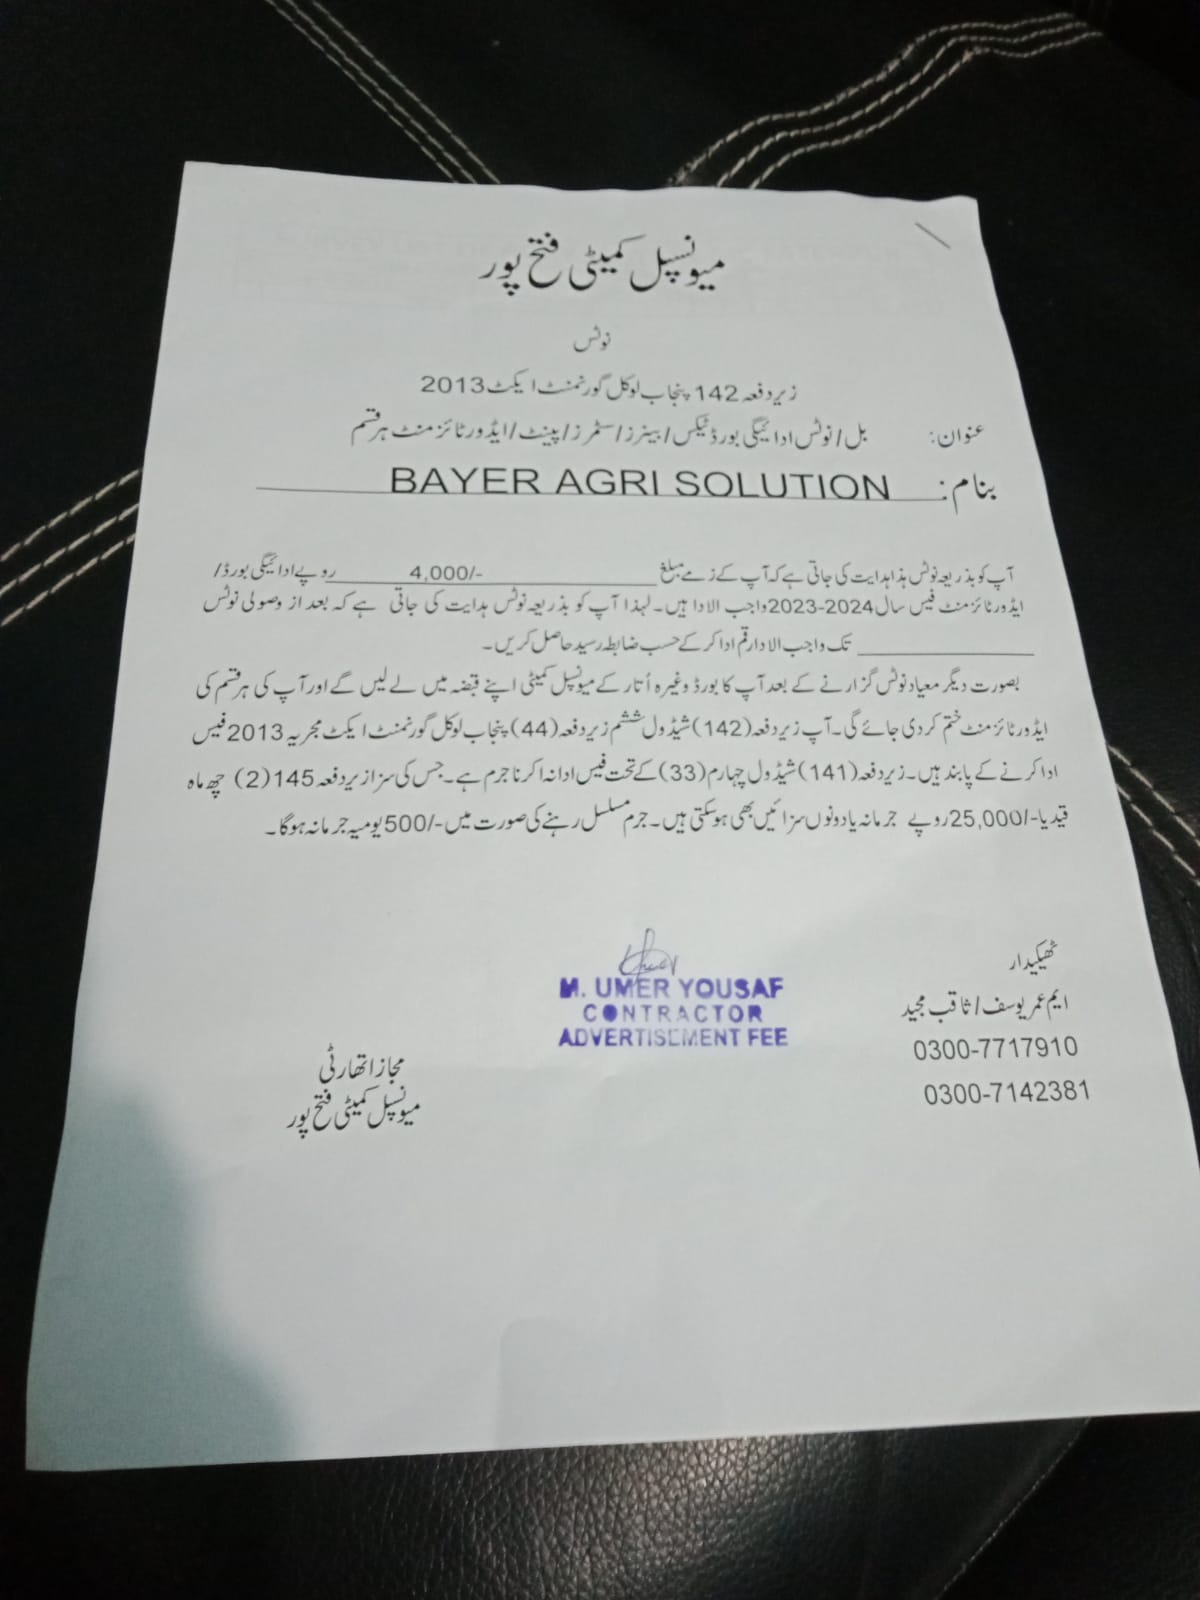 میونسپل کمیٹی فتح پور
نوٹس
زیر دفعہ 142 پنجاب لوکل گورنمنٹ ایکٹ 2013
عنوان: بل/نوٹس ادائیگی بورڈ ٹیکس/بینرز/سٹمرز/پینٹ/ایڈورٹائزمنٹ ہر قسم
بنام: BAYER AGRI SOLUTION
آپ کو بذریعہ نوٹس ہذا ہدایت کی جاتی ہے کہ آپ کے زمے مبلغ 4,000/- روپے ادائیگی بورڈ/
ایڈورٹائزمنٹ فیس سال 2023-2024 واجب الادا ہیں۔ لہذا آپ کو بذریعہ نوٹس ہدایت کی جاتی ہے کہ بعد از وصولی نوٹس
تک واجب الادا رقم ادا کر کے حسب ضابطہ رسید حاصل کریں۔
بصورت دیگر معیاد نوٹس گزارنے کے بعد آپ کا بورڈ وغیرہ اُتار کے میونسپل کمیٹی اپنے قبضہ میں لے لیں گے اور آپ کی ہر قسم کی
ایڈورٹائزمنٹ ختم کر دی جائے گی۔ آپ زیر دفعہ (142) شیڈول ششم زیر دفعہ (44) پنجاب لوکل گورنمنٹ ایکٹ مجریہ 2013 فیس
ادا کرنے کے پابند ہیں۔ زیر دفعہ (141) شیڈول چہارم (33) کے تحت فیس ادا نہ کرنا جرم ہے۔ جس کی سزا زیر دفعہ 145 (2) چھ ماہ
قید یا -/25,000 روپے جرمانہ یا دونوں سزائیں بھی ہو سکتی ہیں۔ جرم مسلسل رہنے کی صورت میں -/500 یومیہ جرمانہ ہو گا۔
ٹھیکیدار
ایم عمر یوسف/ثاقب مجید
0300-7717910
0300-7142381
M. UMER YOUSAF
CONTRACTOR
ADVERTISEMENT FEE
مجاز اتھارٹی
میونسپل کمیٹی فتح پور